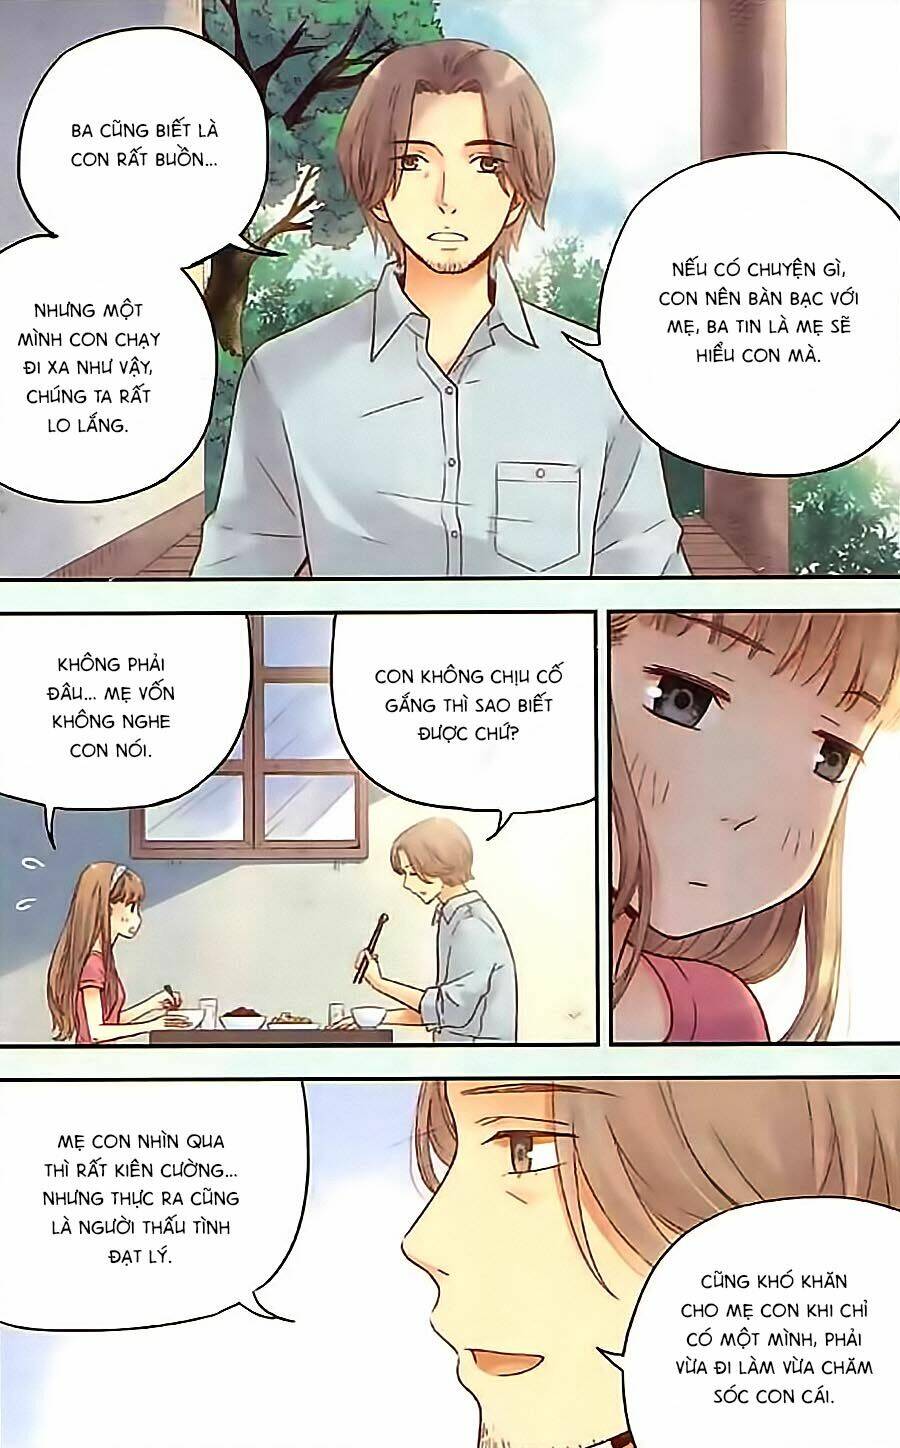 BA CŨNG BIẾT LÀ
CON RẤT BUỒN...
NHƯNG MỘT
MÌNH CON CHẠY
ĐI XA NHƯ VẬY,
CHÚNG TA RẤT
LO LẮNG.
NẾU CÓ CHUYỆN GÌ,
CON NÊN BÀN BẠC VỚI
MẸ, BA TIN LÀ MẸ SẼ
HIỂU CON MÀ.
KHÔNG PHẢI
ĐÂU... MẸ VỐN
KHÔNG NGHE
CON NÓI.
CON KHÔNG CHỊU CỐ
GẮNG THÌ SAO BIẾT
ĐƯỢC CHỨ?
MẸ CON NHÌN QUA
THÌ RẤT KIÊN CƯỜNG...
NHƯNG THỰC RA CŨNG
LÀ NGƯỜI THẤU TÌNH
ĐẠT LÝ.
CŨNG KHÓ KHĂN
CHO MẸ CON KHI CHỈ
CÓ MỘT MÌNH, PHẢI
VỪA ĐI LÀM VỪA CHĂM
SÓC CON CÁI.